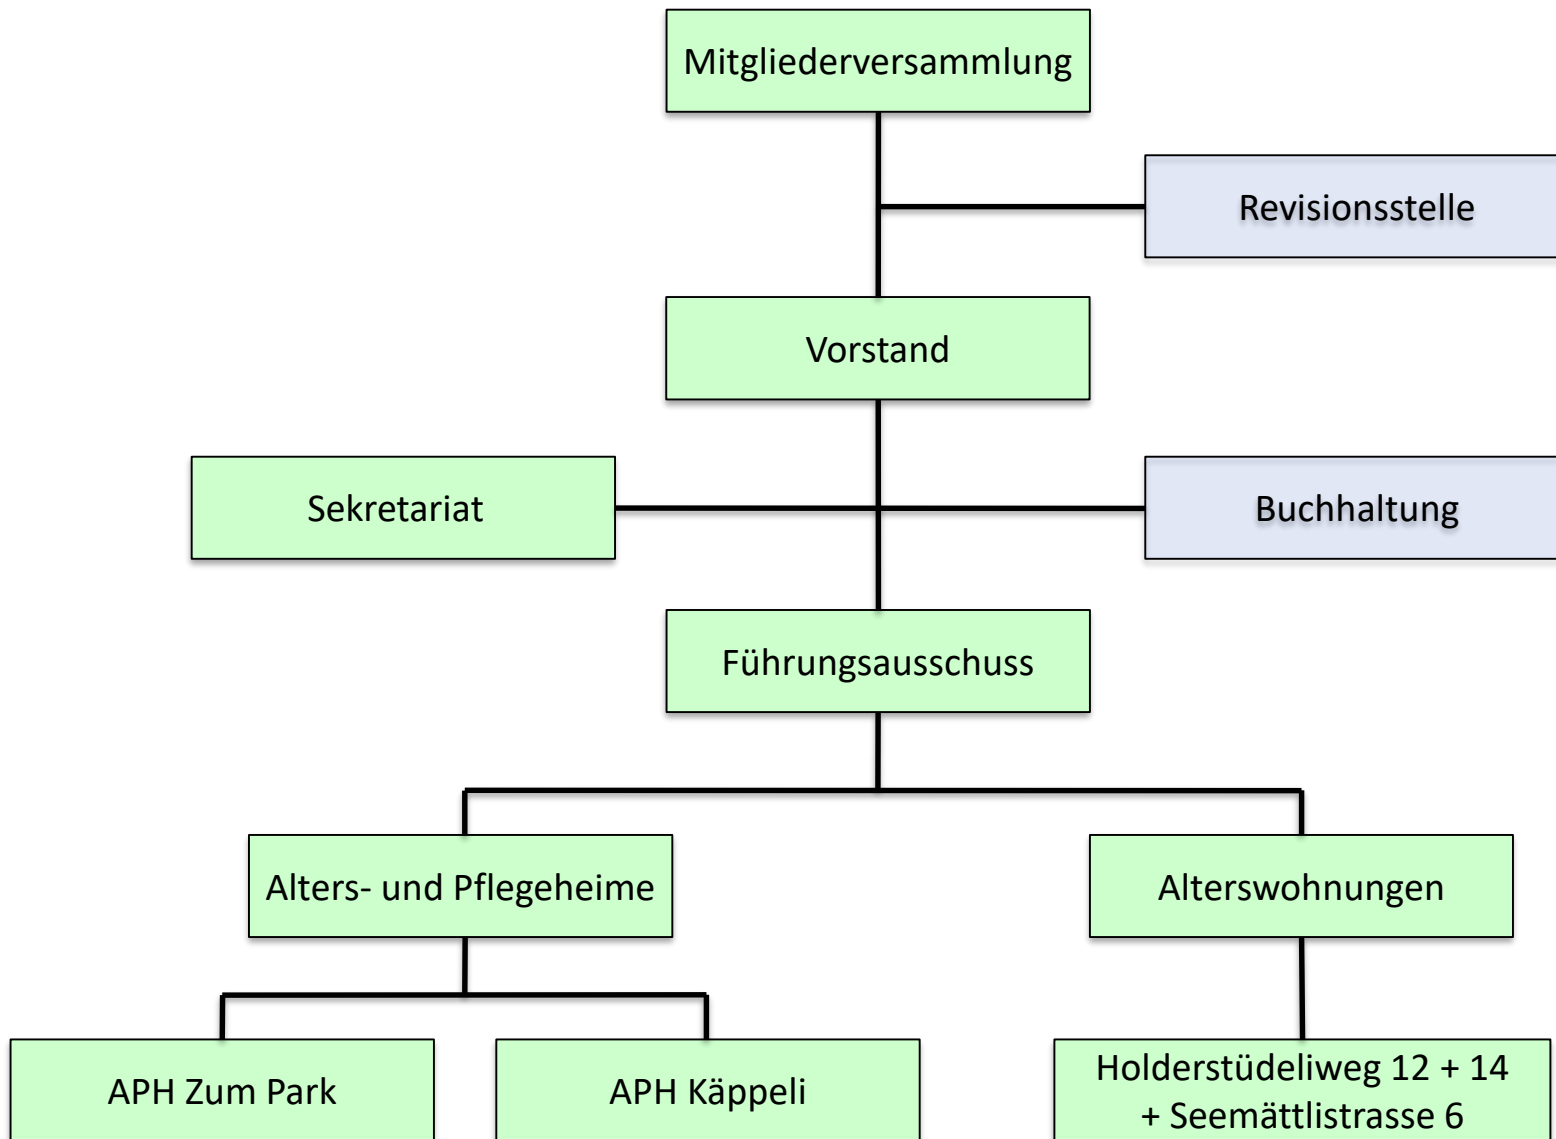 Mitgliederversammlung
Revisionsstelle
Vorstand
Sekretariat
Buchhaltung
Führungsausschuss
Alters- und Pflegeheime
Alterswohnungen
APH Zum Park
APH Käppeli
Holderstüdeliweg 12 + 14
+ Seemättlistrasse 6